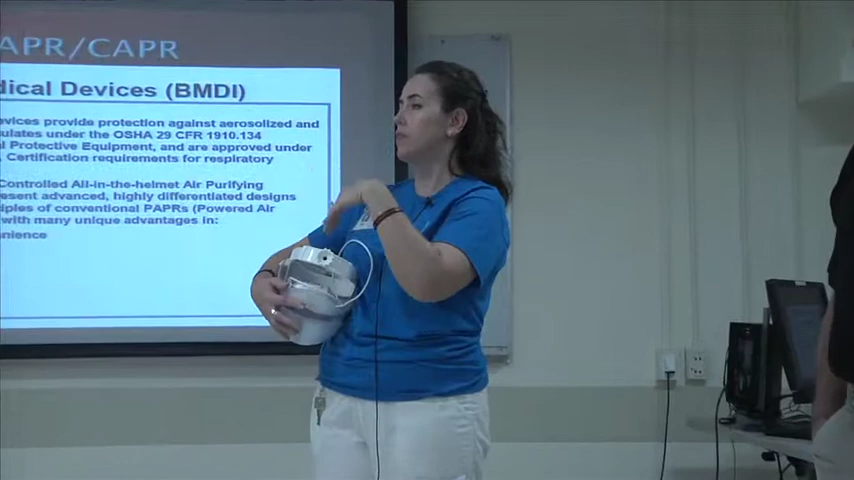 APR/CAPR
dical Devices (BMDI)
evices provide protection against aerosolized and
culates under the OSHA 29 CFR 1910.134
al Protective Equipment, and are approved under
, Certification requirements for respiratory
Controlled All-in-the-helmet Air Purifying
esent advanced, highly differentiated designs
iples of conventional PAPRs (Powered Air
with many unique advantages in:
nience